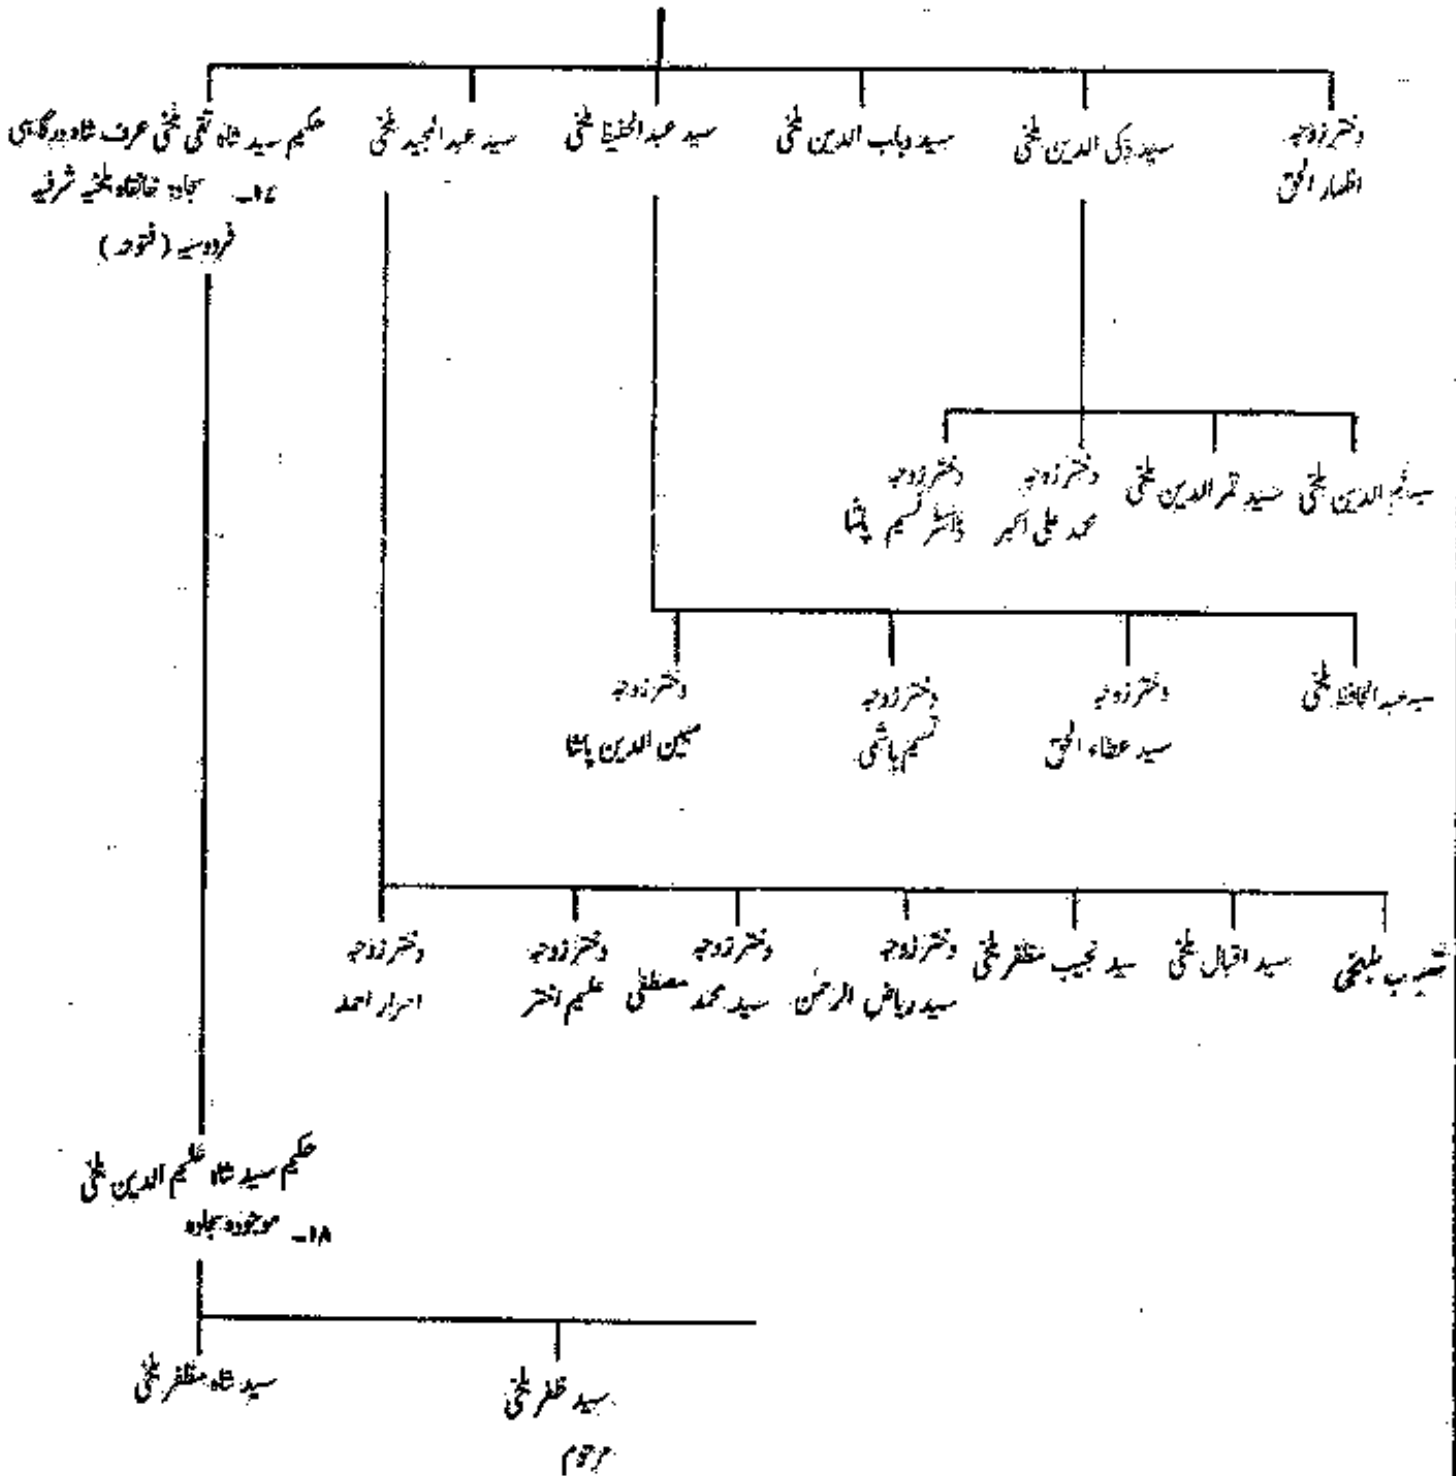 دختر زوجہ
اظہار الحق
سید ذکی الدین بلخی
سید وہاب الدین بلخی
سید عبد الحفیظ بلخی
سید عبد المجید بلخی
حکیم سید شاہ تقی بلخی عرف شاہ درگاہی
۱۷۔ سجادہ خانقاہ بلخیہ شرفیہ
فردوسیہ (فتوحہ)
سید نجم الدین بلخی
سید قمر الدین بلخی
دختر زوجہ
محمد علی اکبر
دختر زوجہ
ڈاکٹر نسیم پاشا
سید عبد الحافظ بلخی
دختر زوجہ
سید عطاء الحق
دختر زوجہ
تسیم ہاشمی
دختر زوجہ
مبین الدین پاشا
بلخی
سید اقبال بلخی
سید نجیب مظفر بلخی
دختر زوجہ
سید ریاض الرحمٰن
دختر زوجہ
سید محمد مصطفیٰ
دختر زوجہ
علیم اختر
دختر زوجہ
اسرار احمد
حکیم سید شاہ علیم الدین بلخی
۱۸۔ موجودہ سجادہ
سید ظفر بلخی
مرحوم
سید شاہ مظفر بلخی